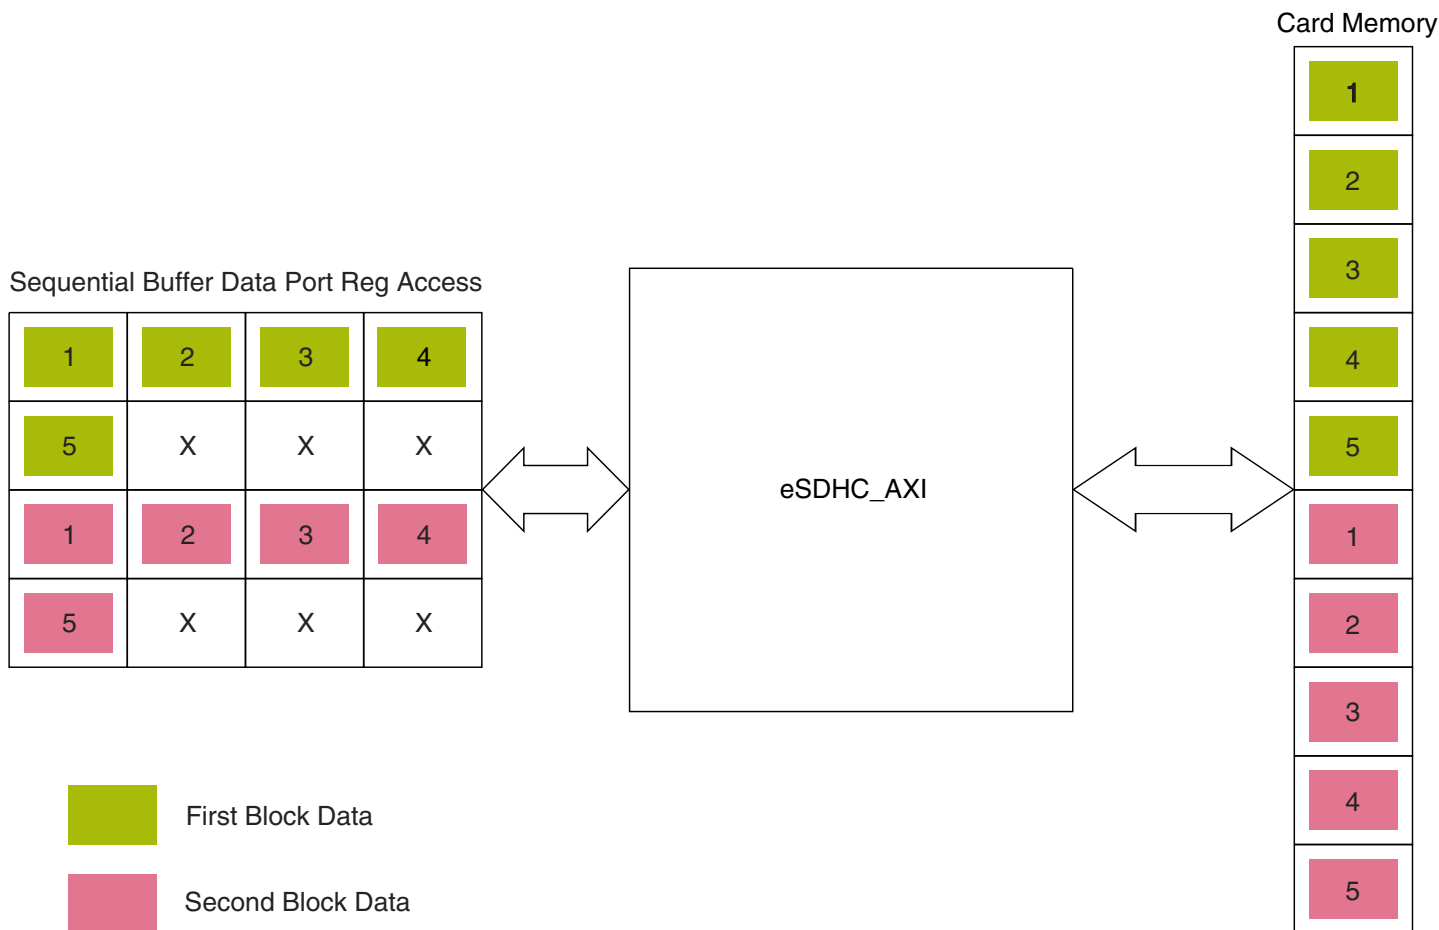 Card Memory
1
2
3
4
5
1
2
3
4
5
Sequential Buffer Data Port Reg Access
1 2 3 4
5 X X X
1 2 3 4
5 X X X
eSDHC_AXI
First Block Data
Second Block Data